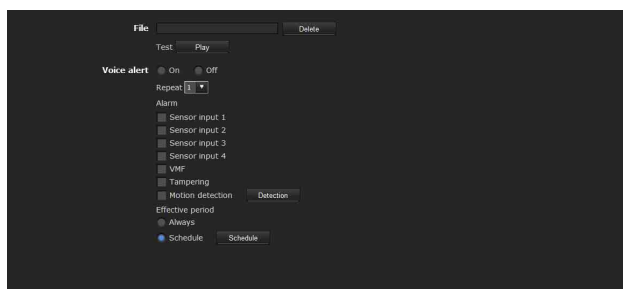 File Delete
Test Play
Voice alert On Off
Repeat 1
Alarm
Sensor input 1
Sensor input 2
Sensor input 3
Sensor input 4
VMF
Tampering
Motion detection Detection
Effective period
Always
Schedule Schedule